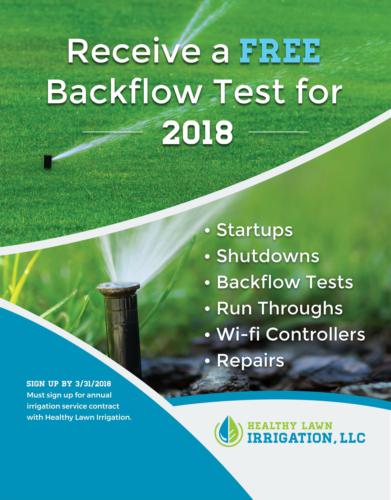 Receive a FREE
Backflow Test for
2018
• Startups
• Shutdowns
• Backflow Tests
• Run Throughs
• Wi-fi Controllers
• Repairs
SIGN UP BY 3/31/2018
Must sign up for annual
irrigation service contract
with Healthy Lawn Irrigation.
HEALTHY LAWN
IRRIGATION, LLC